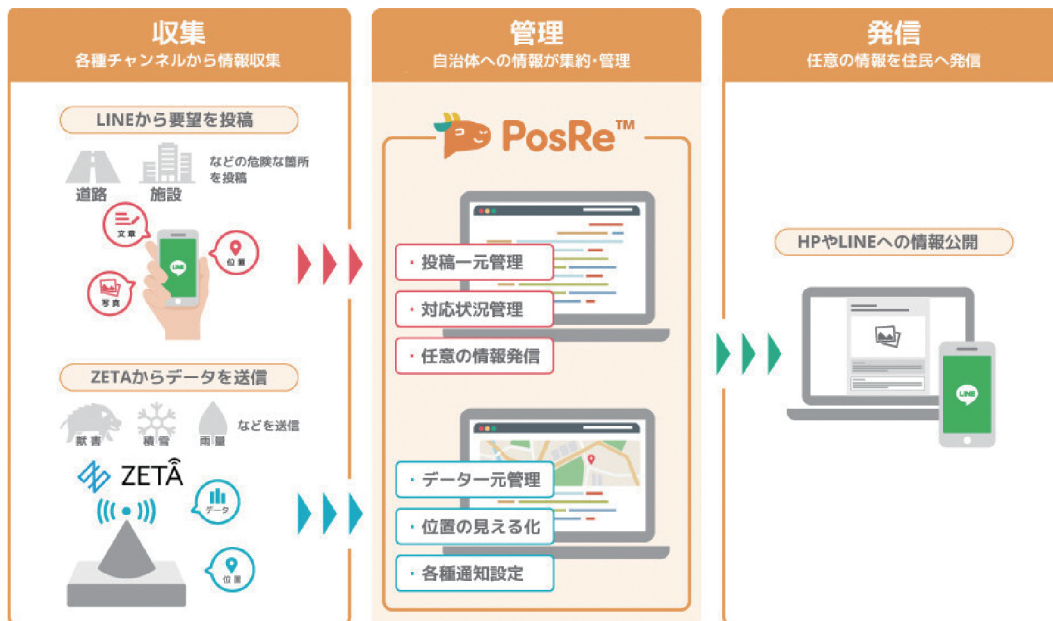 収集
各種チャンネルから情報収集
LINEから要望を投稿
道路
施設
などの危険な箇所
を投稿
文章
位置
写真
LINE
ZETAからデータを送信
獣害
積雪
雨量
などを送信
ZETA
データ
位置
管理
自治体への情報が集約・管理
PosRe™
・投稿一元管理
・対応状況管理
・任意の情報発信
・データ一元管理
・位置の見える化
・各種通知設定
発信
任意の情報を住民へ発信
HPやLINEへの情報公開
LINE